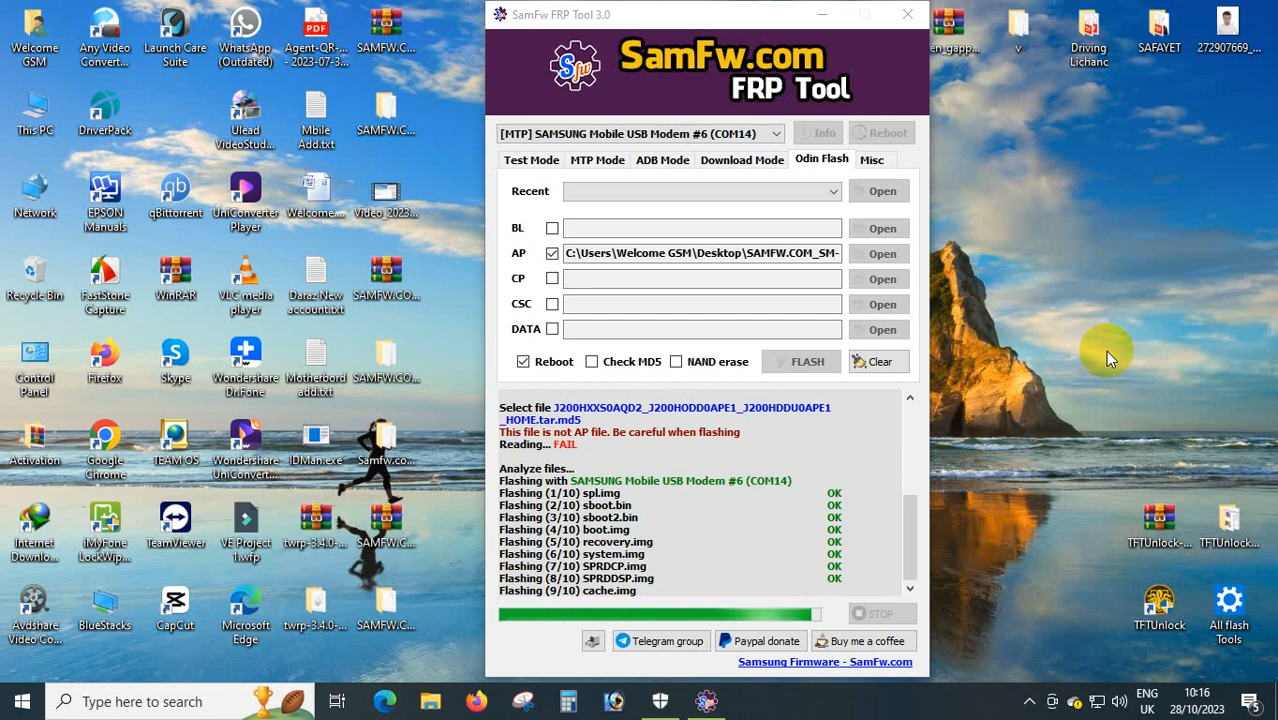 Welcome GSM
Any Video Convert...
Launch Care Suite
WhatsApp (Outdated)
PDF
Agent-QR-... - 2023-07-3...
SAMFW.C...
This PC
DriverPack
Ulead VideoStud...
Mbile Add.txt
SAMFW.C...
Network
EPSON Manuals
qBittorrent
UniConverter Player
Welcome....
Video_2023...
Recycle Bin
FastStone Capture
WinRAR
VLC media player
Daraz New account.txt
SAMFW.CO...
Control Panel
Firefox
Skype
Wondershare Dr.Fone
Motherbord add.txt
SAMFW.CO...
Activation
Google Chrome
TEAM OS
Wondershare UniConvert...
IDMan.exe
Samfw.co...
Internet Downlo...
iMyFone LockWip...
TeamViewer
VE Project 1.wfp
twrp-3.4.0-...
SAMFW.C...
Avdshare Video Co...
BlueStacks
CapCut
Microsoft Edge
twrp-3.4.0-...
SAMFW.C...
SamFw FRP Tool 3.0
Sfw
SamFw.com
FRP Tool
[MTP] SAMSUNG Mobile USB Modem #6 (COM14)
Info
Reboot
Test Mode
MTP Mode
ADB Mode
Download Mode
Odin Flash
Misc
Recent
Open
BL
Open
AP
C:\Users\Welcome GSM\Desktop\SAMFW.COM_SM-
Open
CP
Open
CSC
Open
DATA
Open
Reboot
Check MD5
NAND erase
FLASH
Clear
Select file J200HXXS0AQD2_J200HODD0APE1_J200HDDU0APE1
_HOME.tar.md5
This file is not AP file. Be careful when flashing
Reading... FAIL
Analyze files...
Flashing with SAMSUNG Mobile USB Modem #6 (COM14)
Flashing (1/10) spl.img OK
Flashing (2/10) sboot.bin OK
Flashing (3/10) sboot2.bin OK
Flashing (4/10) boot.img OK
Flashing (5/10) recovery.img OK
Flashing (6/10) system.img OK
Flashing (7/10) SPRDCP.img OK
Flashing (8/10) SPRDDSP.img OK
Flashing (9/10) cache.img
STOP
Telegram group
Paypal donate
Buy me a coffee
Samsung Firmware - SamFw.com
en_gapp...
v
Driving Lichanc
SAFAYET
272907669_...
TFTUnlock-...
TFTUnlock...
TFTUnlock
All flash Tools
Type here to search
ENG
UK
10:16
28/10/2023
5